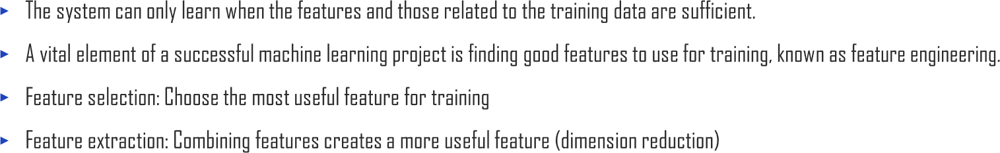 ▸ The system can only learn when the features and those related to the training data are sufficient.
▸ A vital element of a successful machine learning project is finding good features to use for training, known as feature engineering.
▸ Feature selection: Choose the most useful feature for training
▸ Feature extraction: Combining features creates a more useful feature (dimension reduction)